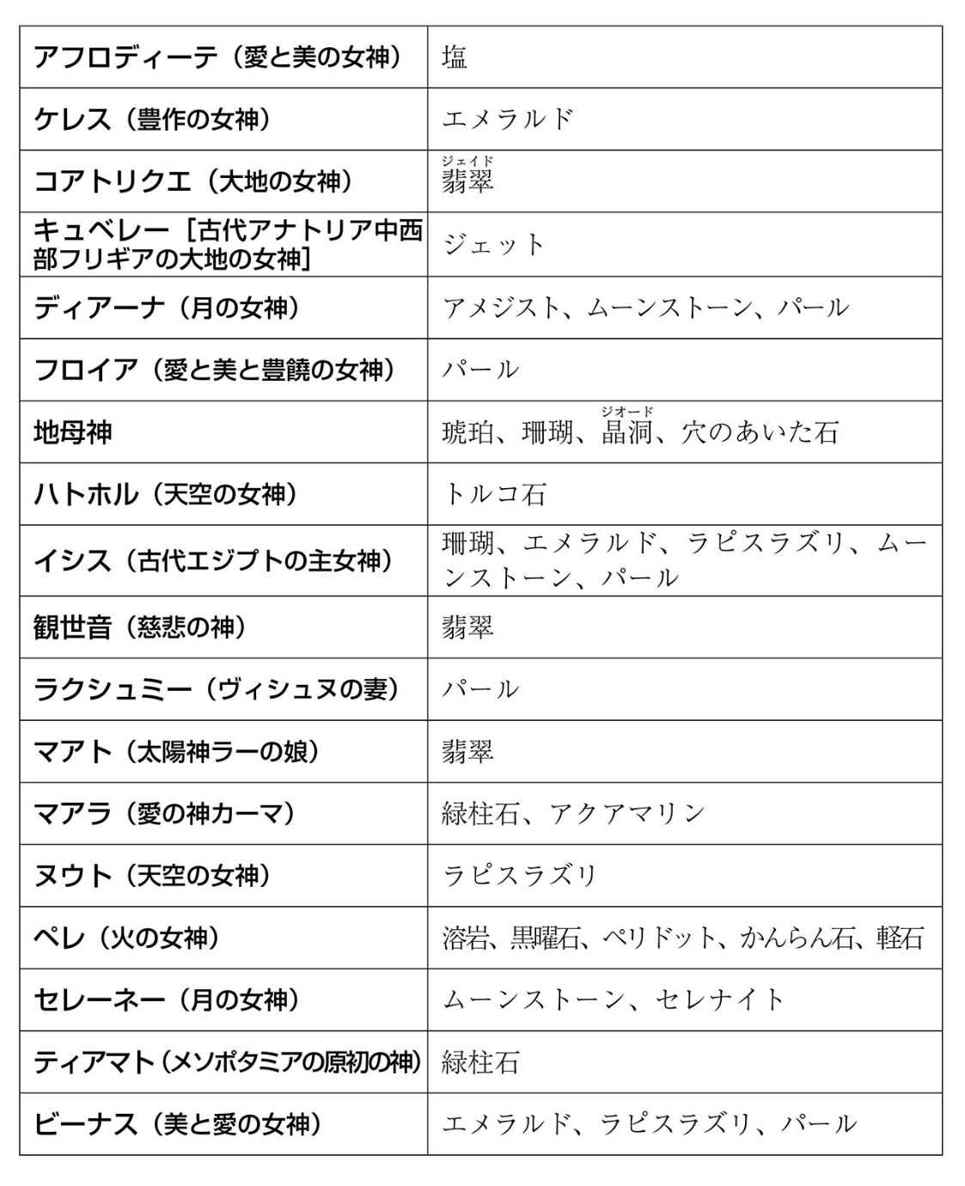 アフロディーテ（愛と美の女神） 塩
ケレス（豊作の女神） エメラルド
コアトリクエ（大地の女神） 翡翠
ジェイド
キュベレー［古代アナトリア中西
部フリギアの大地の女神］ ジェット
ディアーナ（月の女神） アメジスト、ムーンストーン、パール
フロイア（愛と美と豊饒の女神） パール
地母神 琥珀、珊瑚、晶洞、穴のあいた石
ジオード
ハトホル（天空の女神） トルコ石
イシス（古代エジプトの主女神） 珊瑚、エメラルド、ラピスラズリ、ムー
ンストーン、パール
観世音（慈悲の神） 翡翠
ラクシュミー（ヴィシュヌの妻） パール
マアト（太陽神ラーの娘） 翡翠
マアラ（愛の神カーマ） 緑柱石、アクアマリン
ヌウト（天空の女神） ラピスラズリ
ペレ（火の女神） 溶岩、黒曜石、ペリドット、かんらん石、軽石
セレーネー（月の女神） ムーンストーン、セレナイト
ティアマト（メソポタミアの原初の神） 緑柱石
ビーナス（美と愛の女神） エメラルド、ラピスラズリ、パール